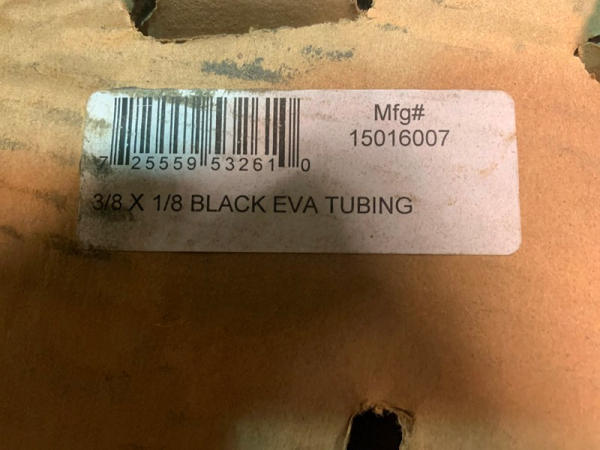 Mfg#
15016007
7 25559 53261 0
3/8 X 1/8 BLACK EVA TUBING